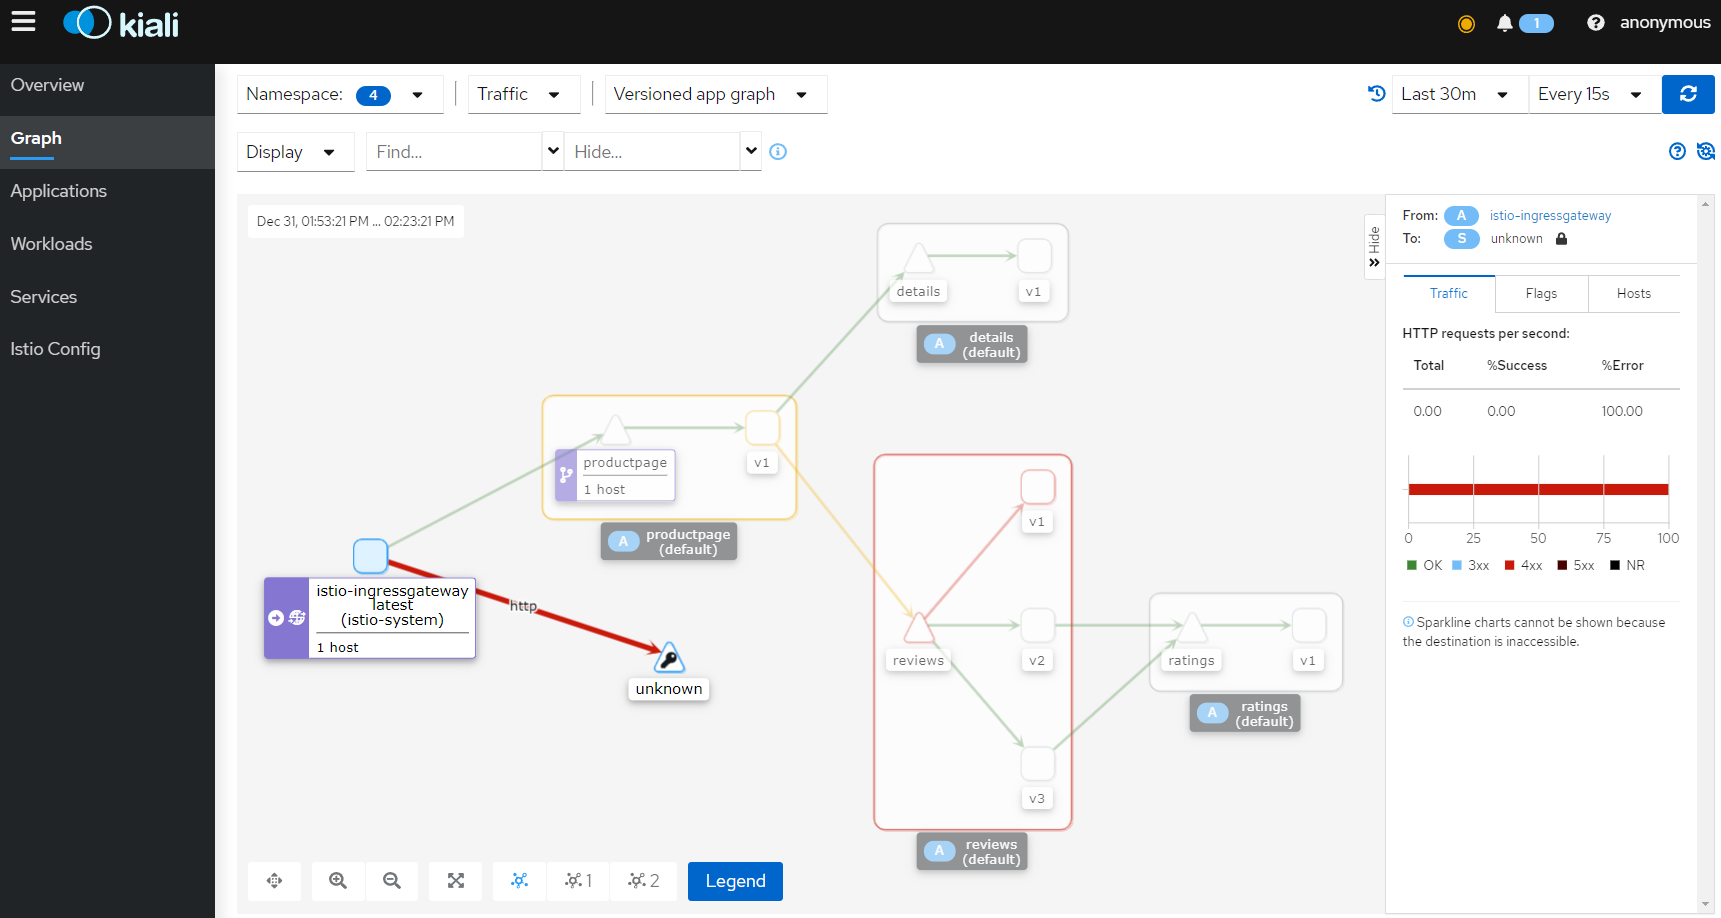 kiali
1
anonymous
Overview
Graph
Applications
Workloads
Services
Istio Config
Namespace: 4
Traffic
Versioned app graph
Last 30m
Every 15s
Display
Find...
Hide...
Dec 31, 01:53:21 PM ... 02:23:21 PM
details
v1
A details
(default)
productpage
1 host
v1
A productpage
(default)
istio-ingressgateway
latest
(istio-system)
1 host
http
unknown
reviews
v1
v2
v3
A reviews
(default)
ratings
v1
A ratings
(default)
1
2
Legend
Hide
From: A istio-ingressgateway
To: S unknown
Traffic
Flags
Hosts
HTTP requests per second:
Total %Success %Error
0.00 0.00 100.00
0 25 50 75 100
OK 3xx 4xx 5xx NR
Sparkline charts cannot be shown because
the destination is inaccessible.